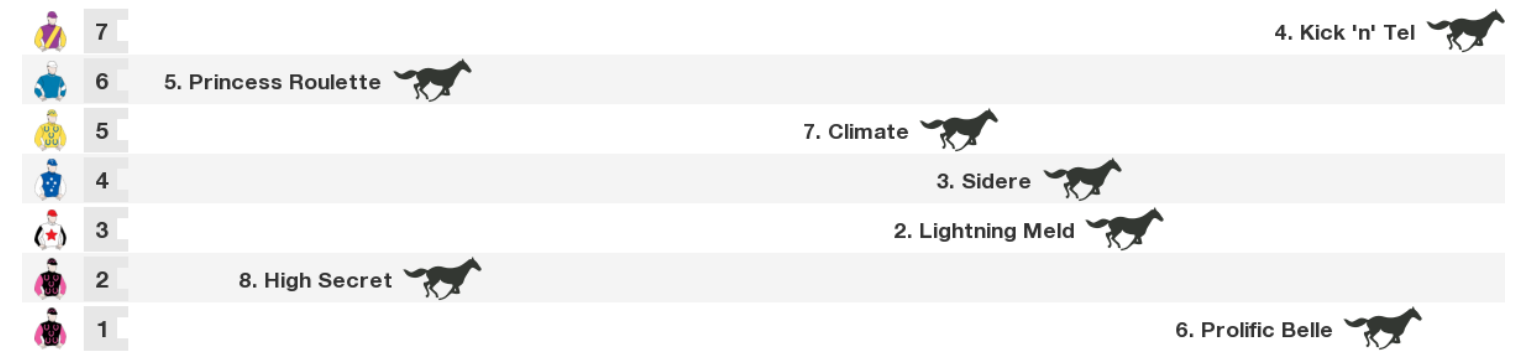 7 4. Kick 'n' Tel
6 5. Princess Roulette
5 7. Climate
4 3. Sidere
3 2. Lightning Meld
2 8. High Secret
1 6. Prolific Belle